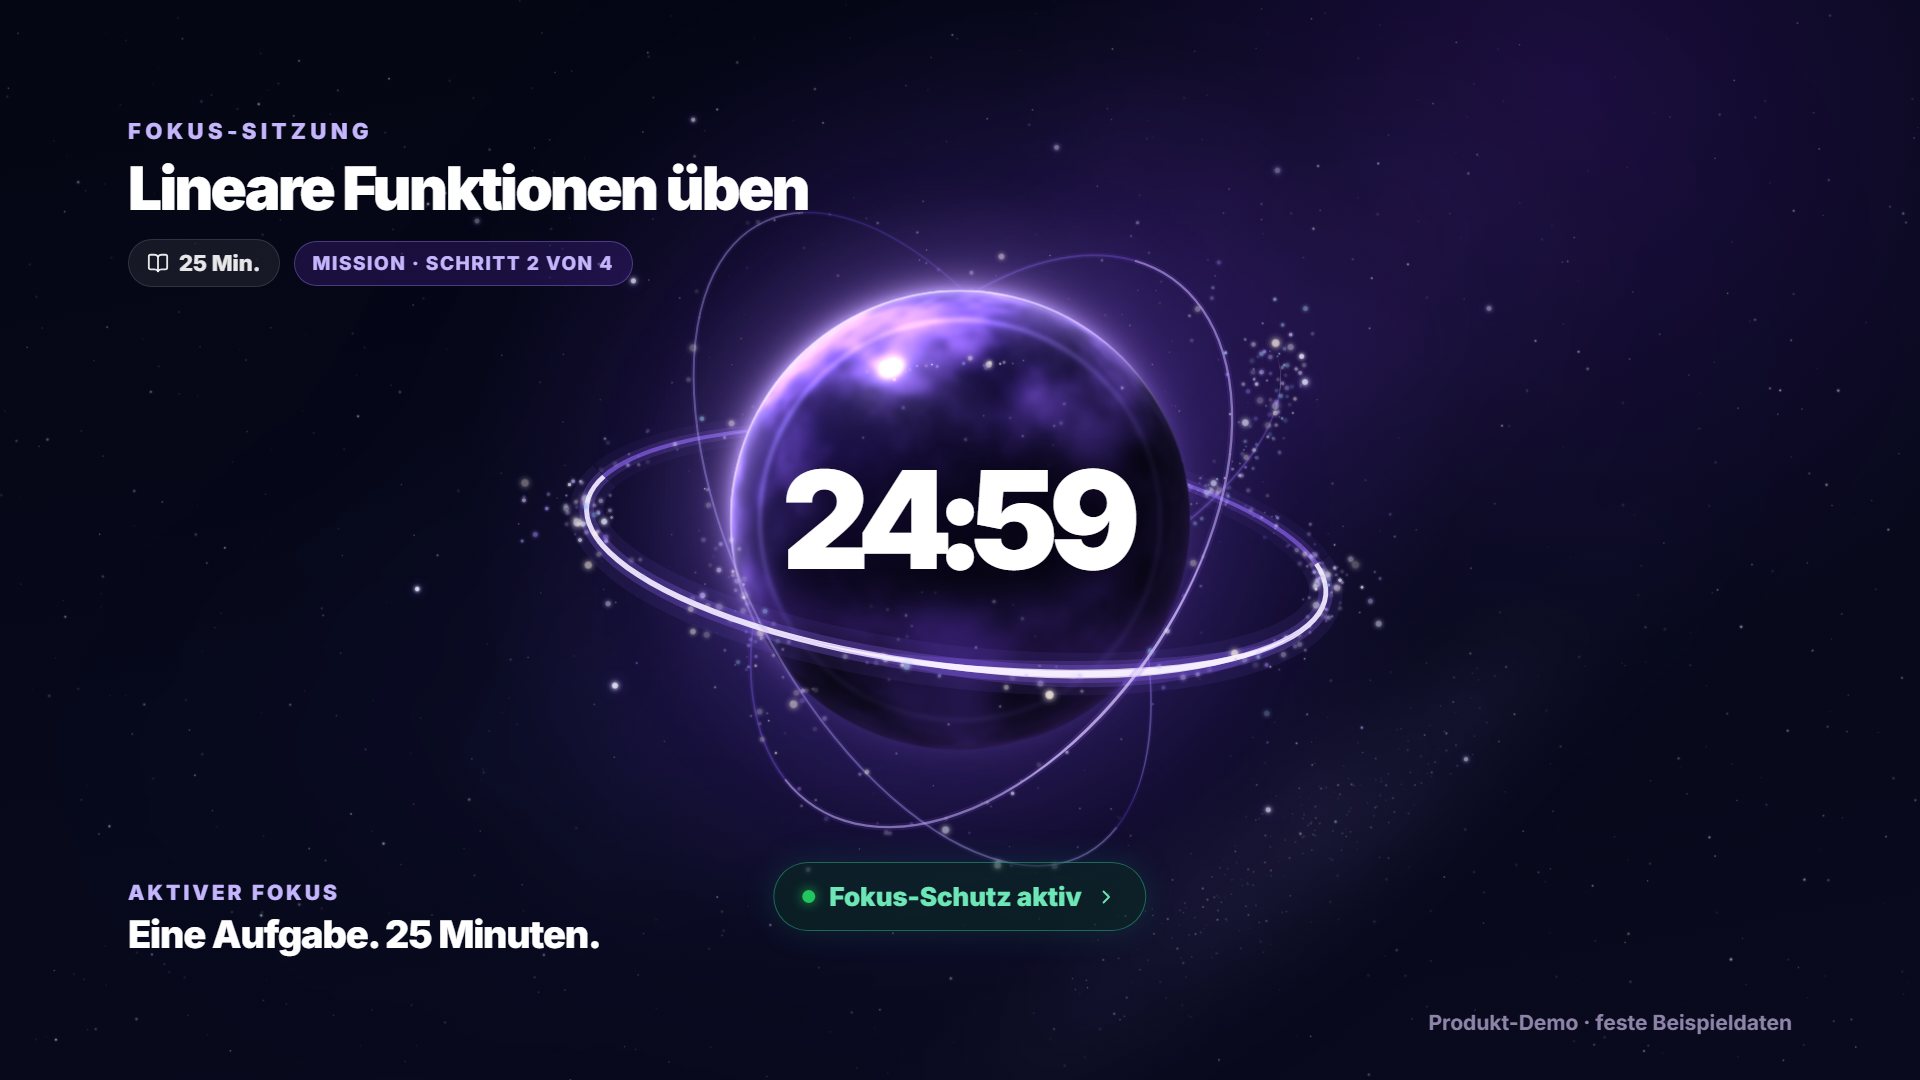 FOKUS-SITZUNG
Lineare Funktionen üben
25 Min.
MISSION · SCHRITT 2 VON 4
24:59
Fokus-Schutz aktiv
AKTIVER FOKUS
Eine Aufgabe. 25 Minuten.
Produkt-Demo · feste Beispieldaten